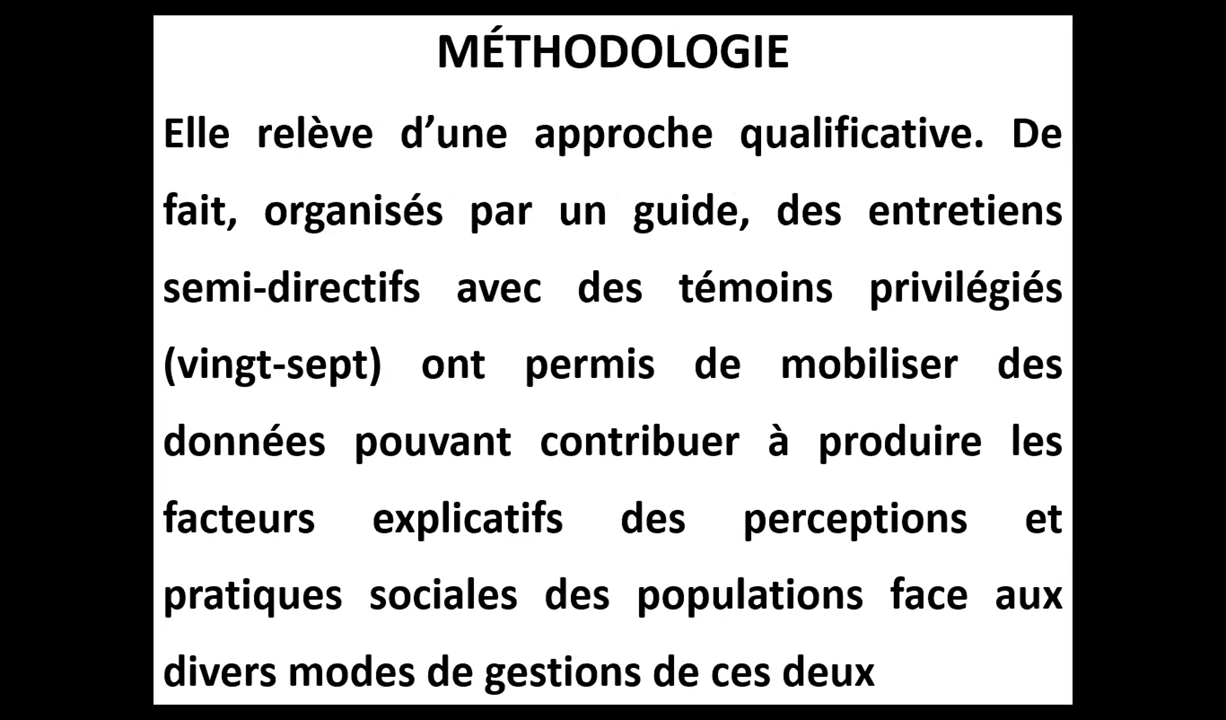 MÉTHODOLOGIE
Elle relève d’une approche qualificative. De
fait, organisés par un guide, des entretiens
semi-directifs avec des témoins privilégiés
(vingt-sept) ont permis de mobiliser des
données pouvant contribuer à produire les
facteurs explicatifs des perceptions et
pratiques sociales des populations face aux
divers modes de gestions de ces deux